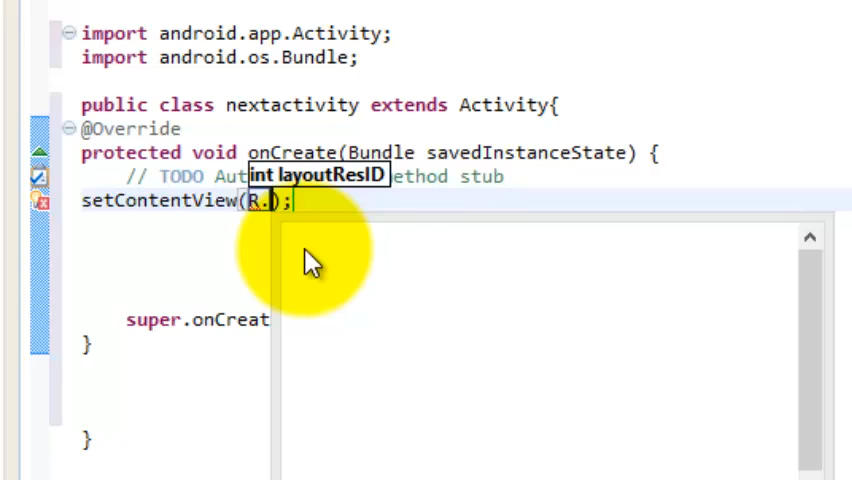 import android.app.Activity;
import android.os.Bundle;
public class nextactivity extends Activity{
@Override
protected void onCreate(Bundle savedInstanceState) {
int layoutResID
// TODO Aut ethod stub
setContentView(R.);
super.onCreat
}
}